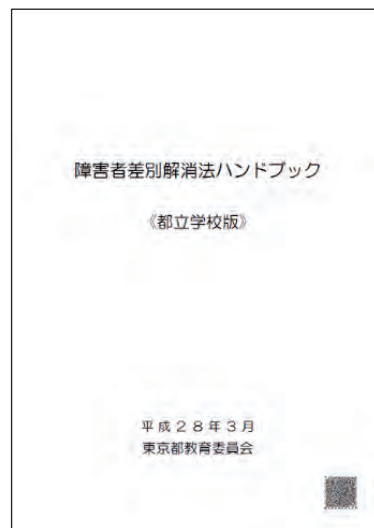 障害者差別解消法ハンドブック
《都立学校版》
平成28年3月
東京都教育委員会